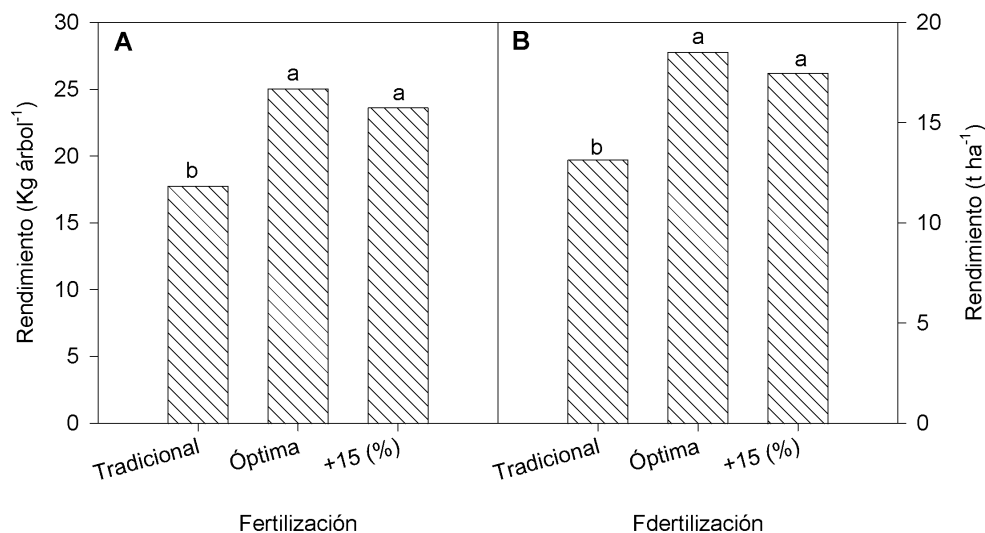 A
B
Rendimiento (Kg árbol⁻¹)
30
25
20
15
10
5
0
b
a
a
b
a
a
20
15
10
5
0
Rendimiento (t ha⁻¹)
Tradicional
Óptima
+15 (%)
Tradicional
Óptima
+15 (%)
Fertilización
Fdertilización